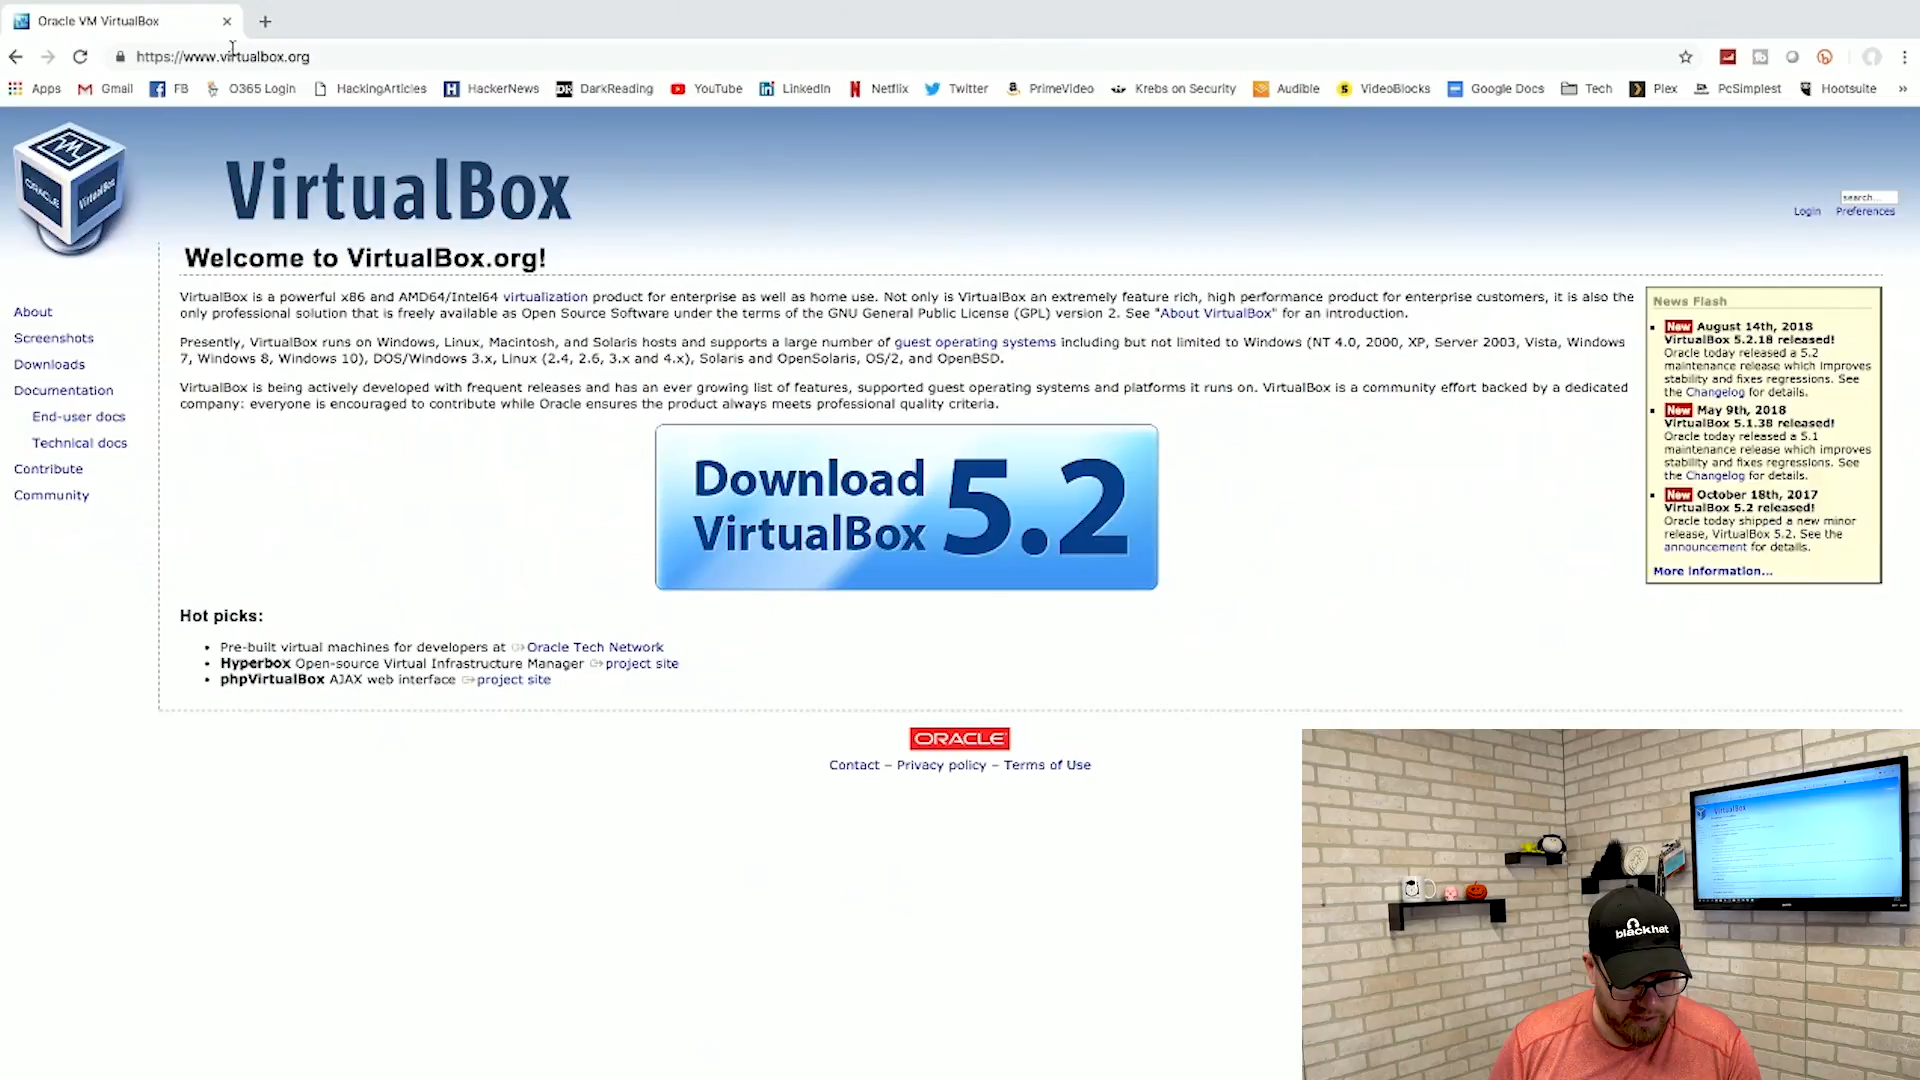 Oracle VM VirtualBox
https://www.virtualbox.org
Apps
Gmail
FB
O365 Login
HackingArticles
HackerNews
DarkReading
YouTube
LinkedIn
Netflix
Twitter
PrimeVideo
Krebs on Security
Audible
VideoBlocks
Google Docs
Tech
Plex
PcSimplest
Hootsuite
»
ORACLE
VirtualBox
VirtualBox
search...
Login
Preferences
Welcome to VirtualBox.org!
About
Screenshots
Downloads
Documentation
End-user docs
Technical docs
Contribute
Community
VirtualBox is a powerful x86 and AMD64/Intel64 virtualization product for enterprise as well as home use. Not only is VirtualBox an extremely feature rich, high performance product for enterprise customers, it is also the
only professional solution that is freely available as Open Source Software under the terms of the GNU General Public License (GPL) version 2. See "About VirtualBox" for an introduction.
Presently, VirtualBox runs on Windows, Linux, Macintosh, and Solaris hosts and supports a large number of guest operating systems including but not limited to Windows (NT 4.0, 2000, XP, Server 2003, Vista, Windows
7, Windows 8, Windows 10), DOS/Windows 3.x, Linux (2.4, 2.6, 3.x and 4.x), Solaris and OpenSolaris, OS/2, and OpenBSD.
VirtualBox is being actively developed with frequent releases and has an ever growing list of features, supported guest operating systems and platforms it runs on. VirtualBox is a community effort backed by a dedicated
company: everyone is encouraged to contribute while Oracle ensures the product always meets professional quality criteria.
Download
VirtualBox
5.2
News Flash
New August 14th, 2018
VirtualBox 5.2.18 released!
Oracle today released a 5.2
maintenance release which improves
stability and fixes regressions. See
the Changelog for details.
New May 9th, 2018
VirtualBox 5.1.38 released!
Oracle today released a 5.1
maintenance release which improves
stability and fixes regressions. See
the Changelog for details.
New October 18th, 2017
VirtualBox 5.2 released!
Oracle today shipped a new minor
release, VirtualBox 5.2. See the
announcement for details.
More information...
Hot picks:
• Pre-built virtual machines for developers at Oracle Tech Network
• Hyperbox Open-source Virtual Infrastructure Manager project site
• phpVirtualBox AJAX web interface project site
ORACLE
Contact – Privacy policy – Terms of Use
VirtualBox
blackhat